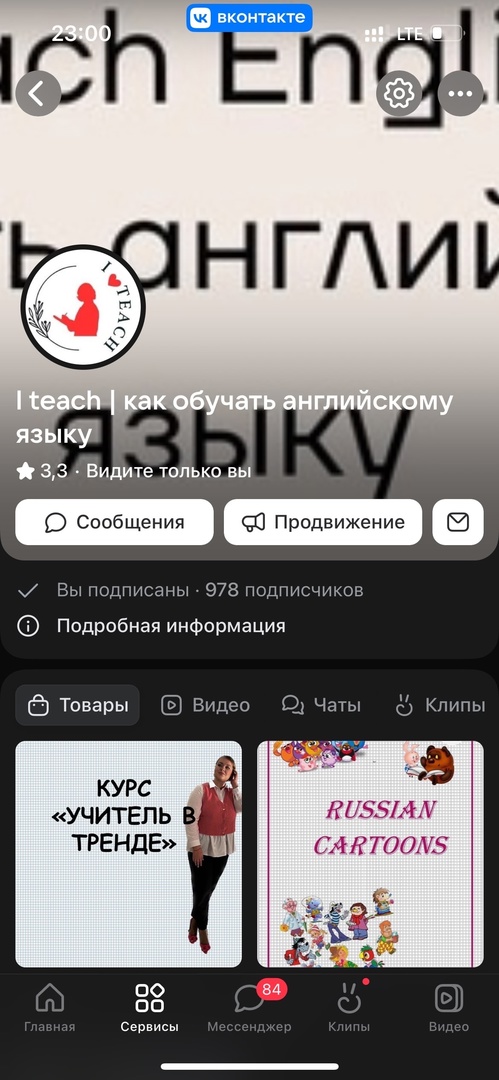 вконтакте
23:00
LTE
ach Engli
ть англий
языку
I TEACH
I teach | как обучать английскому
языку
3,3 · Видите только вы
Сообщения
Продвижение
Вы подписаны · 978 подписчиков
Подробная информация
Товары
Видео
Чаты
Клипы
КУРС
«УЧИТЕЛЬ В
ТРЕНДЕ»
RUSSIAN
CARTOONS
84
Главная
Сервисы
Мессенджер
Клипы
Видео